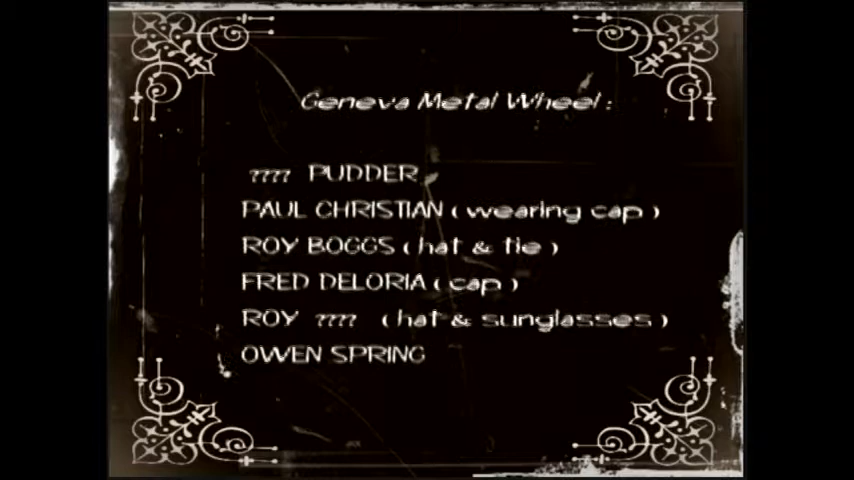 Geneva Metal Wheel :
???? PUDDER
PAUL CHRISTIAN ( wearing cap )
ROY BOGGS ( hat & tie )
FRED DELORIA ( cap )
ROY ???? ( hat & sunglasses )
OWEN SPRING